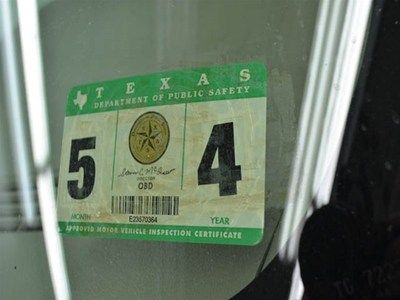 TEXAS
DEPARTMENT OF PUBLIC SAFETY
5 4
DIRECTOR
OBD
MONTH YEAR
E23570364
APPROVED MOTOR VEHICLE INSPECTION CERTIFICATE